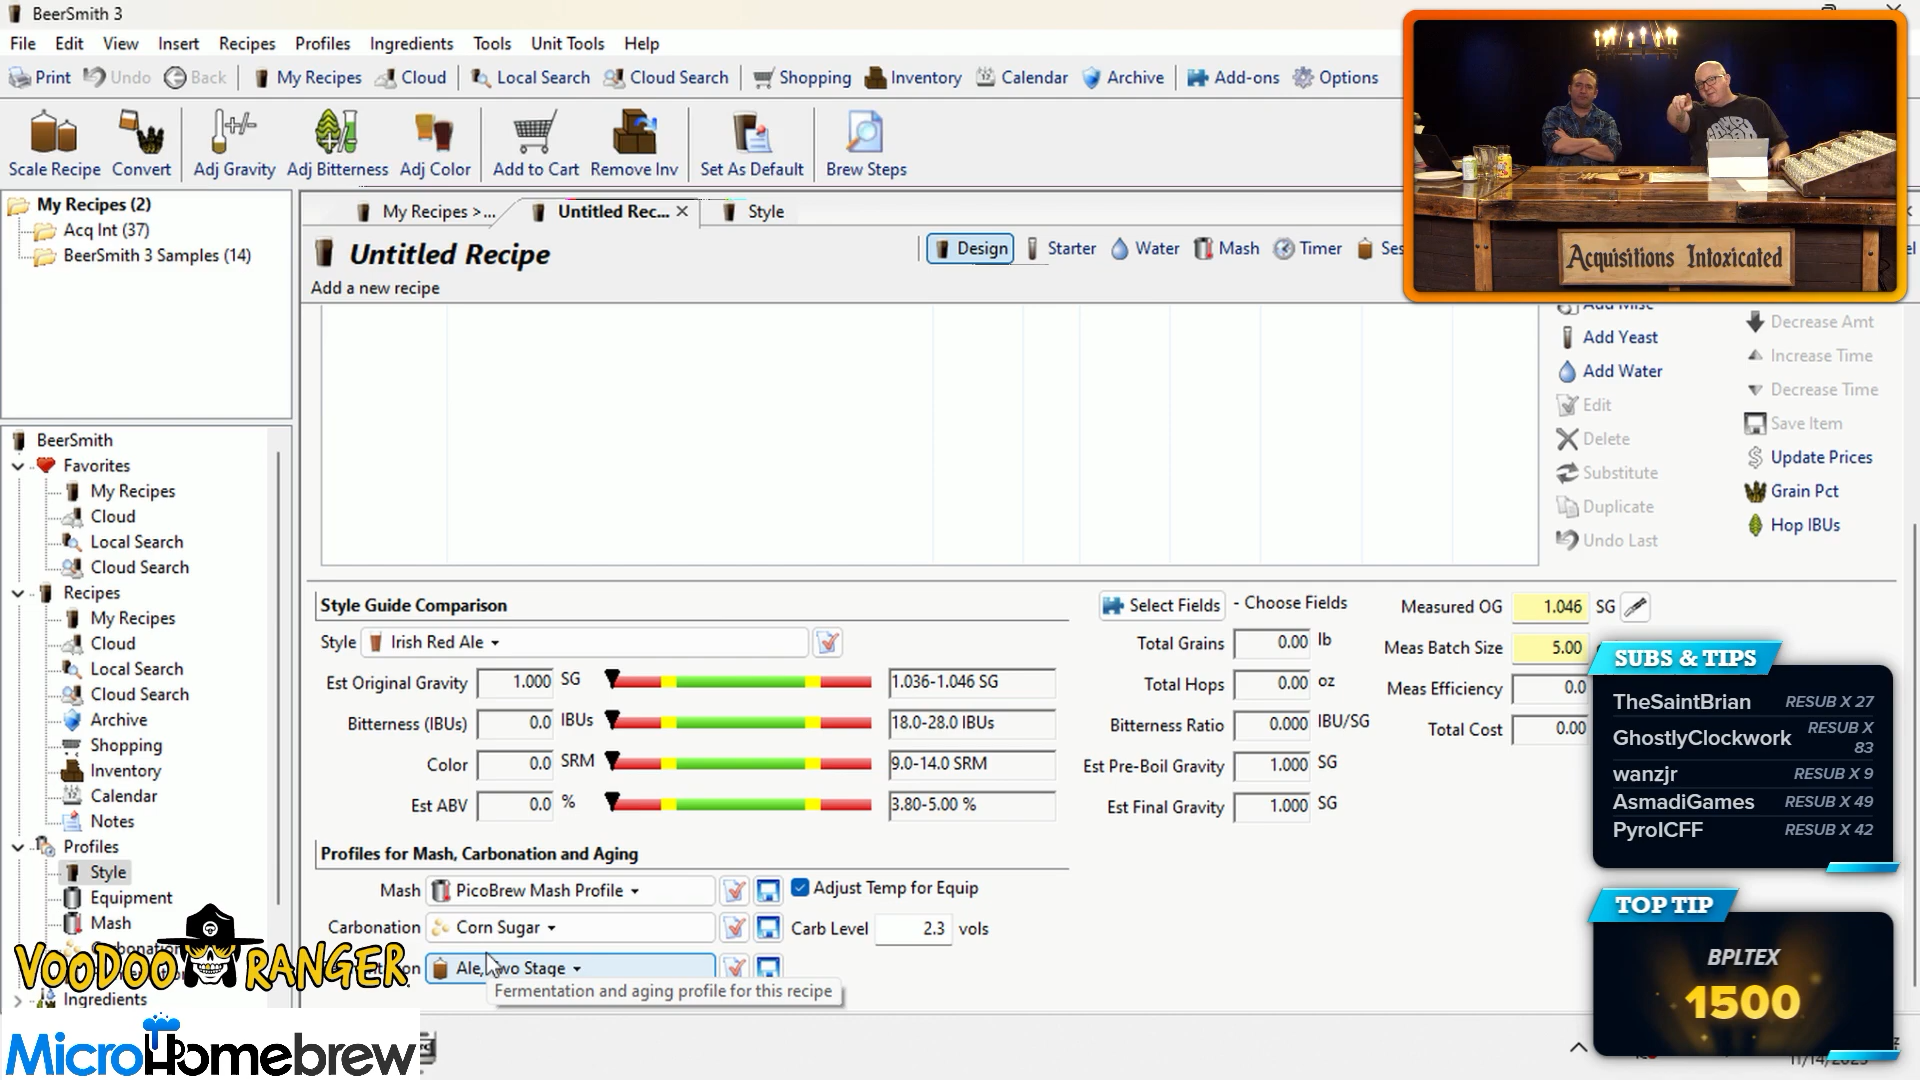 BeerSmith 3
File Edit View Insert Recipes Profiles Ingredients Tools Unit Tools Help
Print Undo Back My Recipes Cloud Local Search Cloud Search Shopping Inventory Calendar Archive Add-ons Options
Scale Recipe Convert Adj Gravity Adj Bitterness Adj Color Add to Cart Remove Inv Set As Default Brew Steps
My Recipes (2)
Acq Int (37)
BeerSmith 3 Samples (14)
My Recipes >... Untitled Rec... Style
Untitled Recipe
Design Starter Water Mash Timer
Add a new recipe
Acquisitions Intoxicated
Add Misc
Add Yeast
Add Water
Edit
Delete
Substitute
Duplicate
Undo Last
Decrease Amt
Increase Time
Decrease Time
Save Item
Update Prices
Grain Pct
Hop IBUs
BeerSmith
Favorites
My Recipes
Cloud
Local Search
Cloud Search
Recipes
My Recipes
Cloud
Local Search
Cloud Search
Archive
Shopping
Inventory
Calendar
Notes
Profiles
Style
Equipment
Mash
Ingredients
Style Guide Comparison
Style Irish Red Ale
Est Original Gravity 1.000 SG 1.036-1.046 SG
Bitterness (IBUs) 0.0 IBUs 18.0-28.0 IBUs
Color 0.0 SRM 9.0-14.0 SRM
Est ABV 0.0 % 3.80-5.00 %
Select Fields - Choose Fields
Total Grains 0.00 lb
Total Hops 0.00 oz
Bitterness Ratio 0.000 IBU/SG
Est Pre-Boil Gravity 1.000 SG
Est Final Gravity 1.000 SG
Measured OG 1.046 SG
Meas Batch Size 5.00
Meas Efficiency 0.0
Total Cost 0.00
Profiles for Mash, Carbonation and Aging
Mash PicoBrew Mash Profile Adjust Temp for Equip
Carbonation Corn Sugar Carb Level 2.3 vols
Ale, Two Stage
Fermentation and aging profile for this recipe
SUBS & TIPS
TheSaintBrian RESUB X 27
GhostlyClockwork RESUB X 83
wanzjr RESUB X 9
AsmadiGames RESUB X 49
PyroICFF RESUB X 42
TOP TIP
BPLTEX
1500
VOODOO RANGER
MicroHomebrew